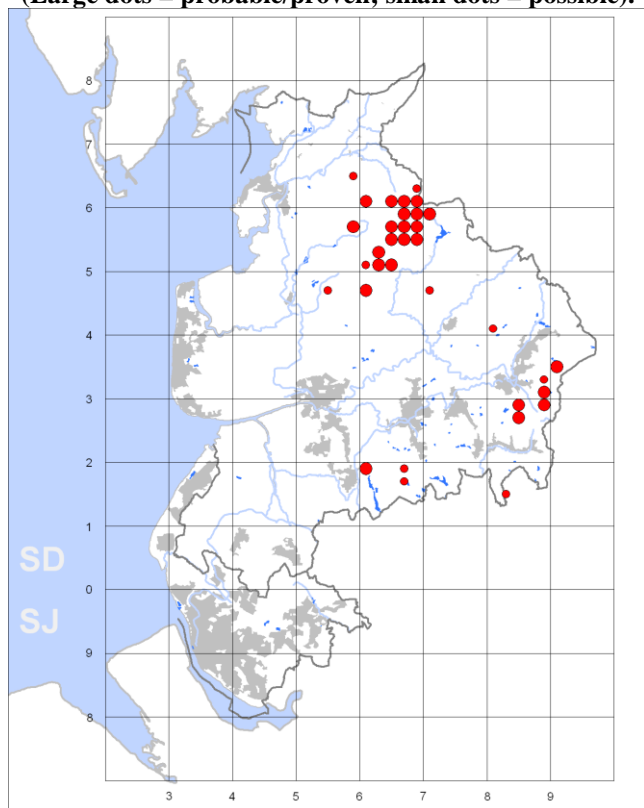 (Large dots = probable/proven; small dots = possible).
8
7
6
5
4
3
2
1
SD
0
SJ
9
8
3 4 5 6 7 8 9